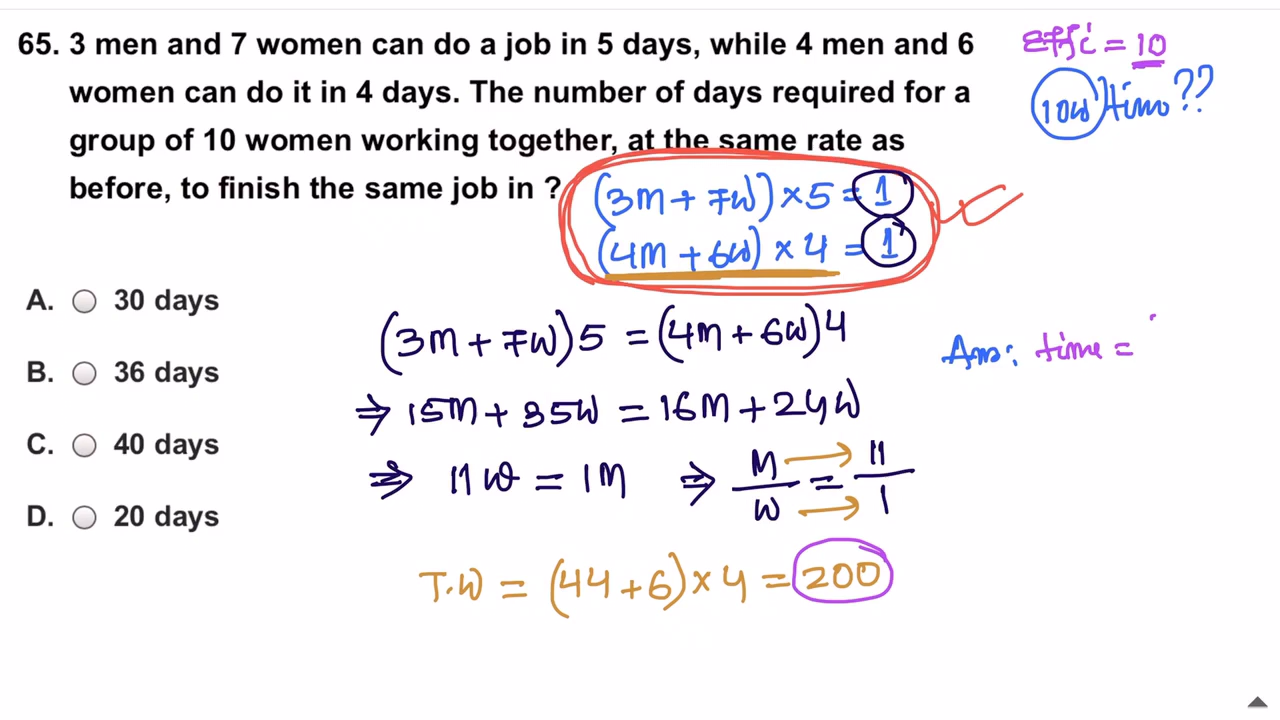 65. 3 men and 7 women can do a job in 5 days, while 4 men and 6
women can do it in 4 days. The number of days required for a
group of 10 women working together, at the same rate as
before, to finish the same job in ?
effi = 10
10W time ??
(3M + 7W) × 5 = 1
(4M + 6W) × 4 = 1
A. 30 days
B. 36 days
C. 40 days
D. 20 days
(3M + 7W)5 = (4M + 6W)4
⇒ 15M + 35W = 16M + 24W
⇒ 11W = 1M ⇒ M/W = 11/1
T.W = (44 + 6) × 4 = 200
Ans: time =